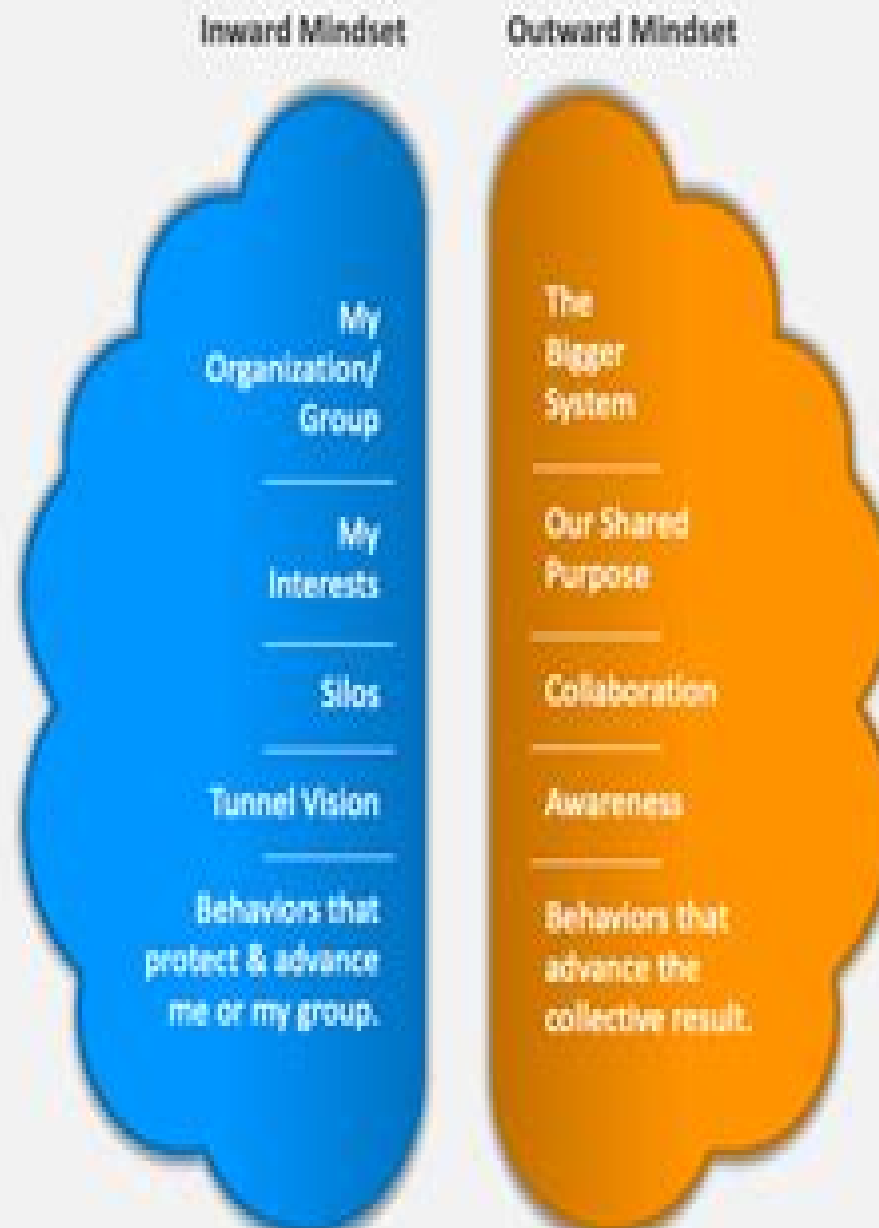 Inward Mindset
Outward Mindset
My
Organization/
Group
My
Interests
Silos
Tunnel Vision
Behaviors that
protect & advance
me or my group.
The
Bigger
System
Our Shared
Purpose
Collaboration
Awareness
Behaviors that
advance the
collective result.